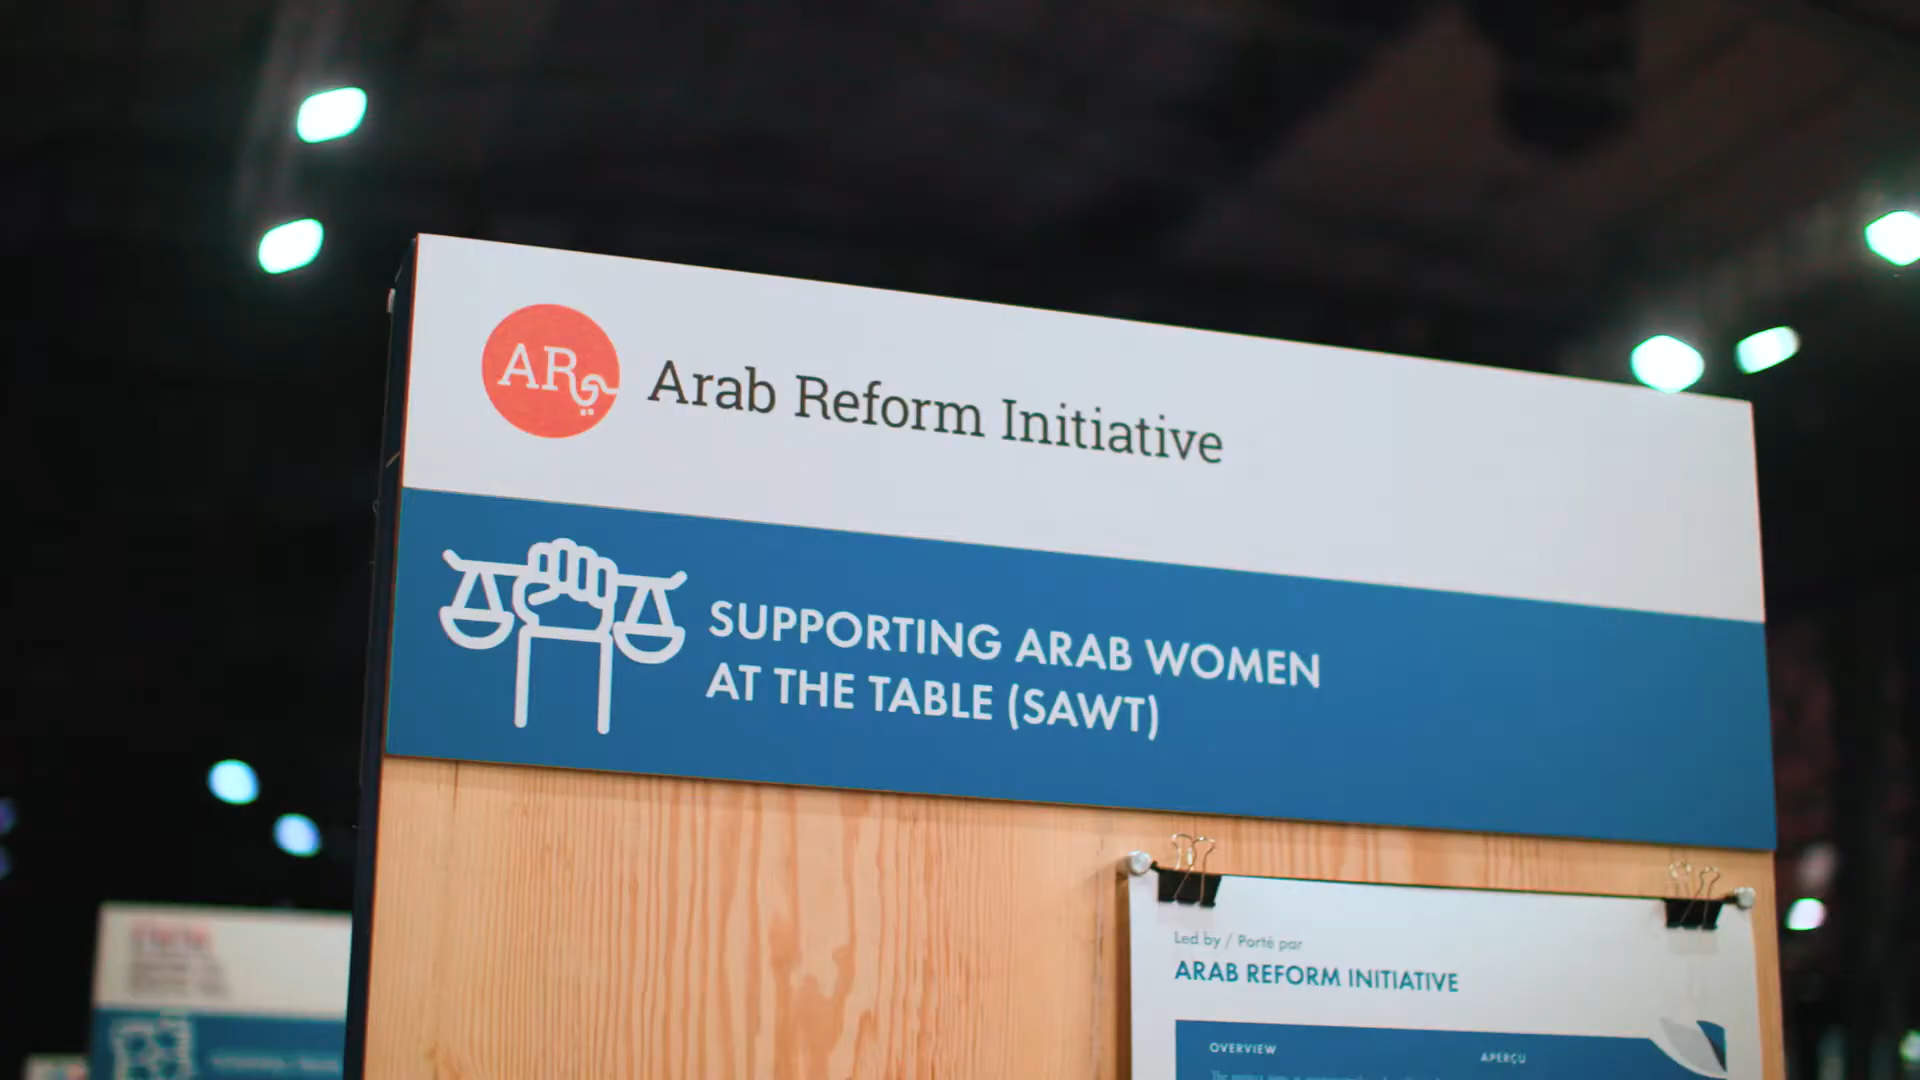 ARي
Arab Reform Initiative
SUPPORTING ARAB WOMEN
AT THE TABLE (SAWT)
Led by / Porté par
ARAB REFORM INITIATIVE
OVERVIEW
APERÇU